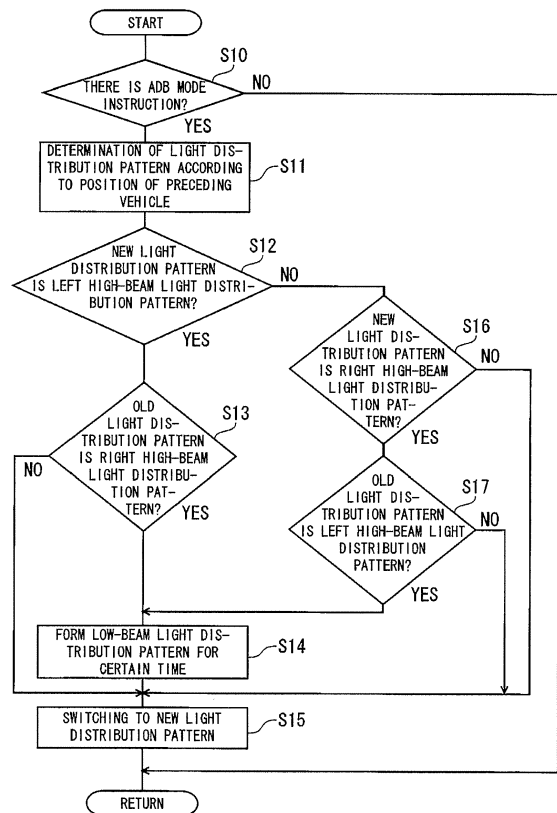 START
S10
THERE IS ADB MODE
INSTRUCTION?
NO
YES
DETERMINATION OF LIGHT DIS-
TRIBUTION PATTERN ACCORDING
TO POSITION OF PRECEDING
VEHICLE
S11
S12
NEW LIGHT
DISTRIBUTION PATTERN
IS LEFT HIGH-BEAM LIGHT DISTRI-
BUTION PATTERN?
NO
YES
S16
NEW
LIGHT DIS-
TRIBUTION PATTERN
IS RIGHT HIGH-BEAM
LIGHT DISTRIBU-
TION PAT-
TERN?
NO
YES
S13
OLD
LIGHT DIS-
TRIBUTION PATTERN
IS RIGHT HIGH-BEAM
LIGHT DISTRIBU-
TION PAT-
TERN?
NO
YES
S17
OLD
LIGHT DIS-
TRIBUTION PATTERN
IS LEFT HIGH-BEAM LIGHT
DISTRIBUTION
PATTERN?
NO
YES
FORM LOW-BEAM LIGHT DIS-
TRIBUTION PATTERN FOR
CERTAIN TIME
S14
SWITCHING TO NEW LIGHT
DISTRIBUTION PATTERN
S15
RETURN